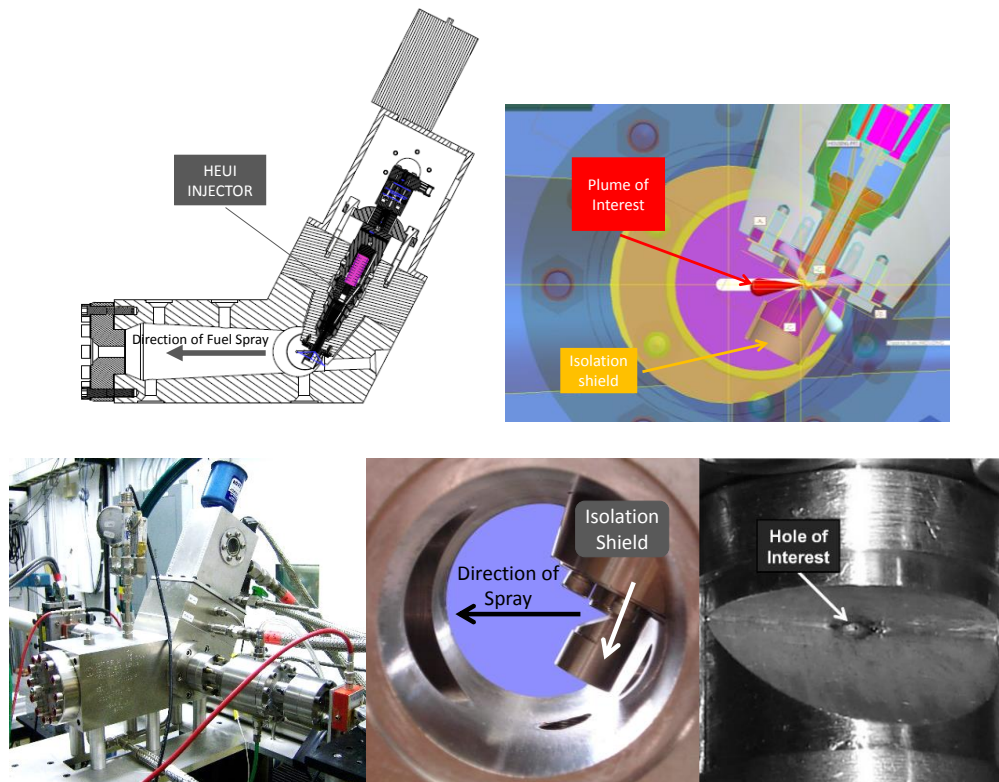 HEUI
INJECTOR
Direction of Fuel Spray
Plume of
Interest
Isolation
shield
Isolation
Shield
Direction of
Spray
Hole of
Interest